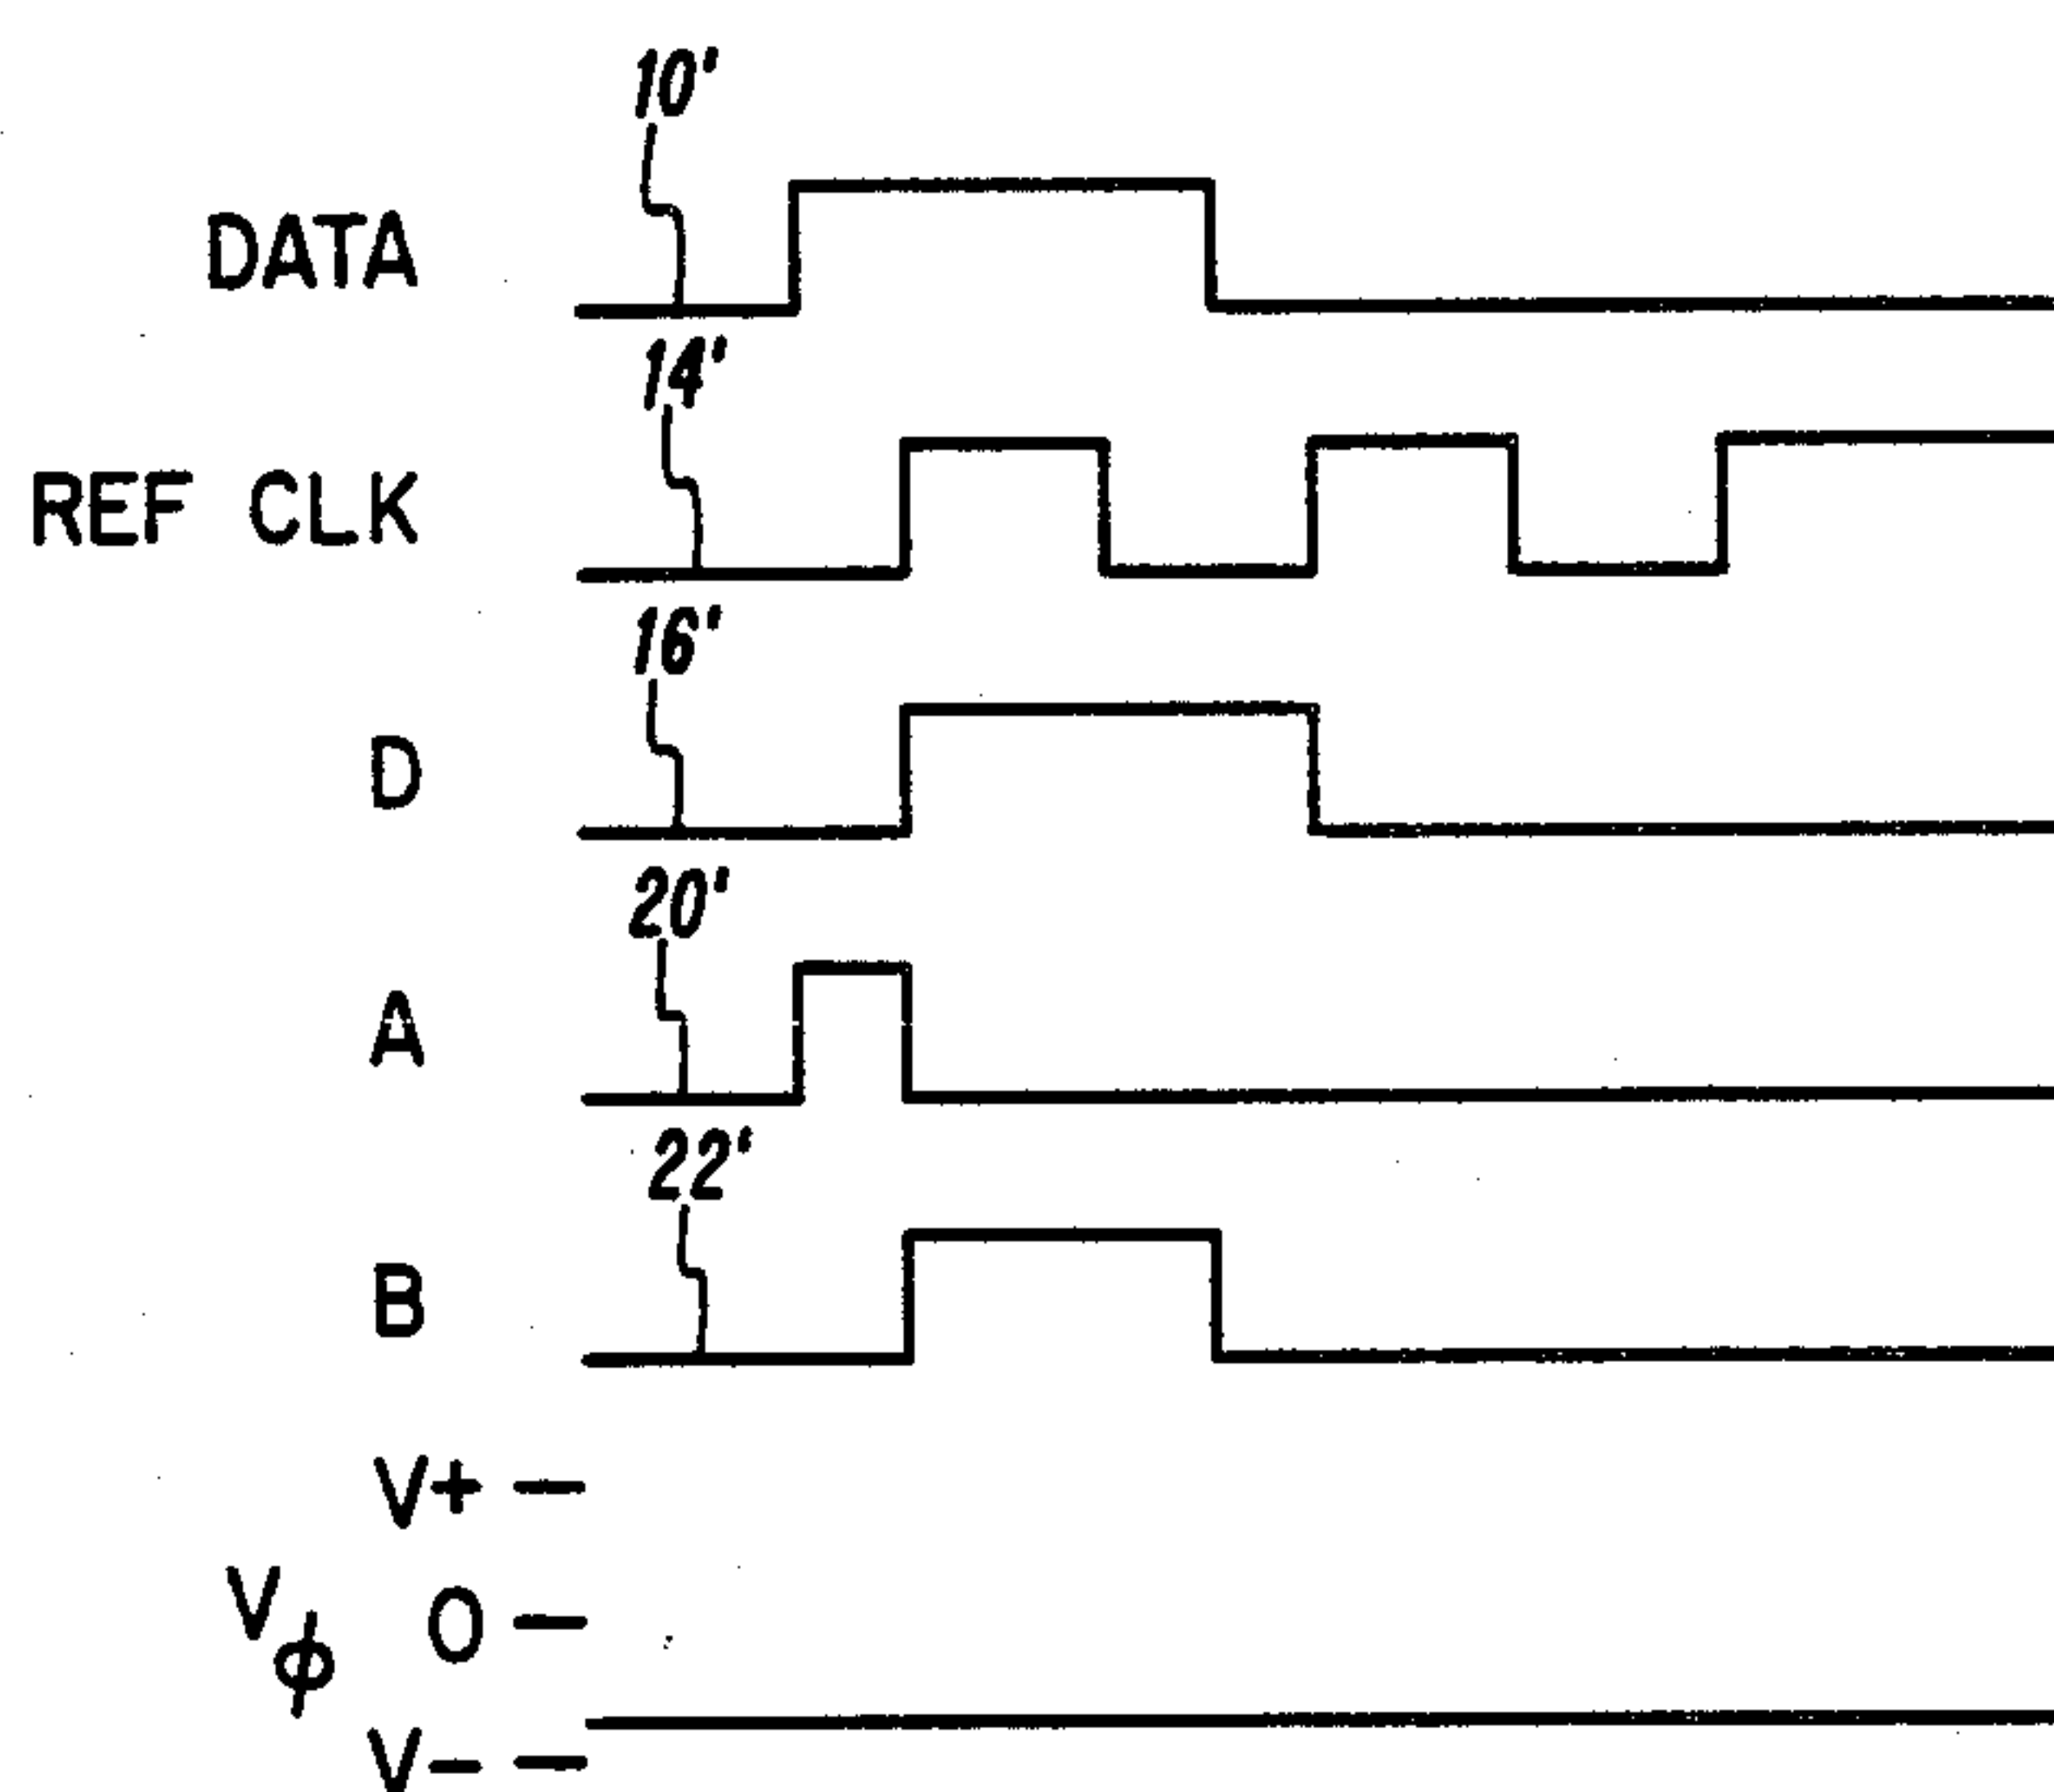 10'
DATA
14'
REF CLK
16'
D
20'
A
22'
B
V+
Vϕ 0
V-